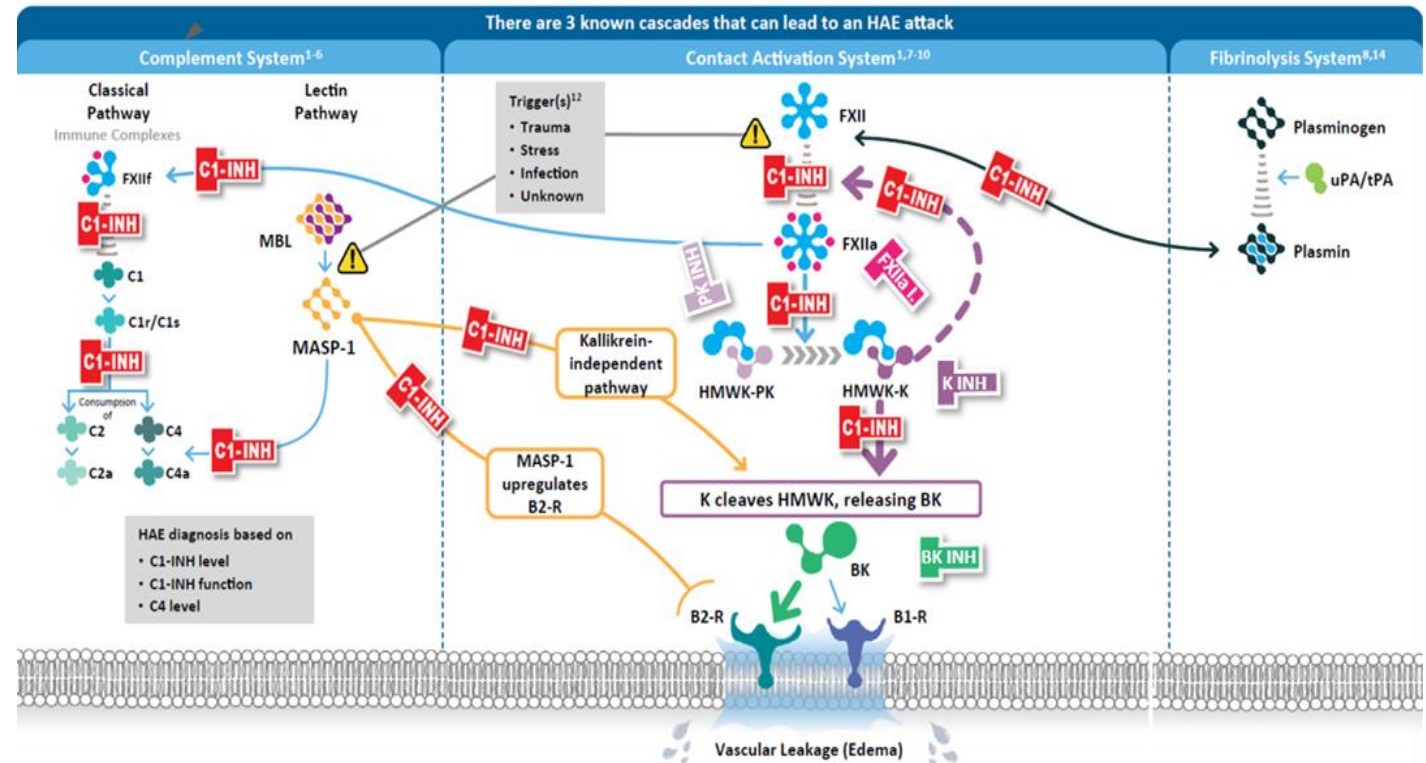 There are 3 known cascades that can lead to an HAE attack
Complement System1-6
Contact Activation System1,7-10
Fibrinolysis System8,14
Classical
Pathway
Immune Complexes
FXIIf
C1-INH
C1
C1r/C1s
C1-INH
Consumption
of
C2
C4
C2a
C4a
Lectin
Pathway
C1-INH
MBL
MASP-1
C1-INH
HAE diagnosis based on
• C1-INH level
• C1-INH function
• C4 level
Trigger(s)12
• Trauma
• Stress
• Infection
• Unknown
C1-INH
Kallikrein-
independent
pathway
C1-INH
MASP-1
upregulates
B2-R
FXII
C1-INH
C1-INH
FXIIa
PK INH
FXIIa I.
C1-INH
HMWK-PK
HMWK-K
K INH
C1-INH
K cleaves HMWK, releasing BK
BK
BK INH
B2-R
B1-R
Vascular Leakage (Edema)
C1-INH
Plasminogen
uPA/tPA
Plasmin